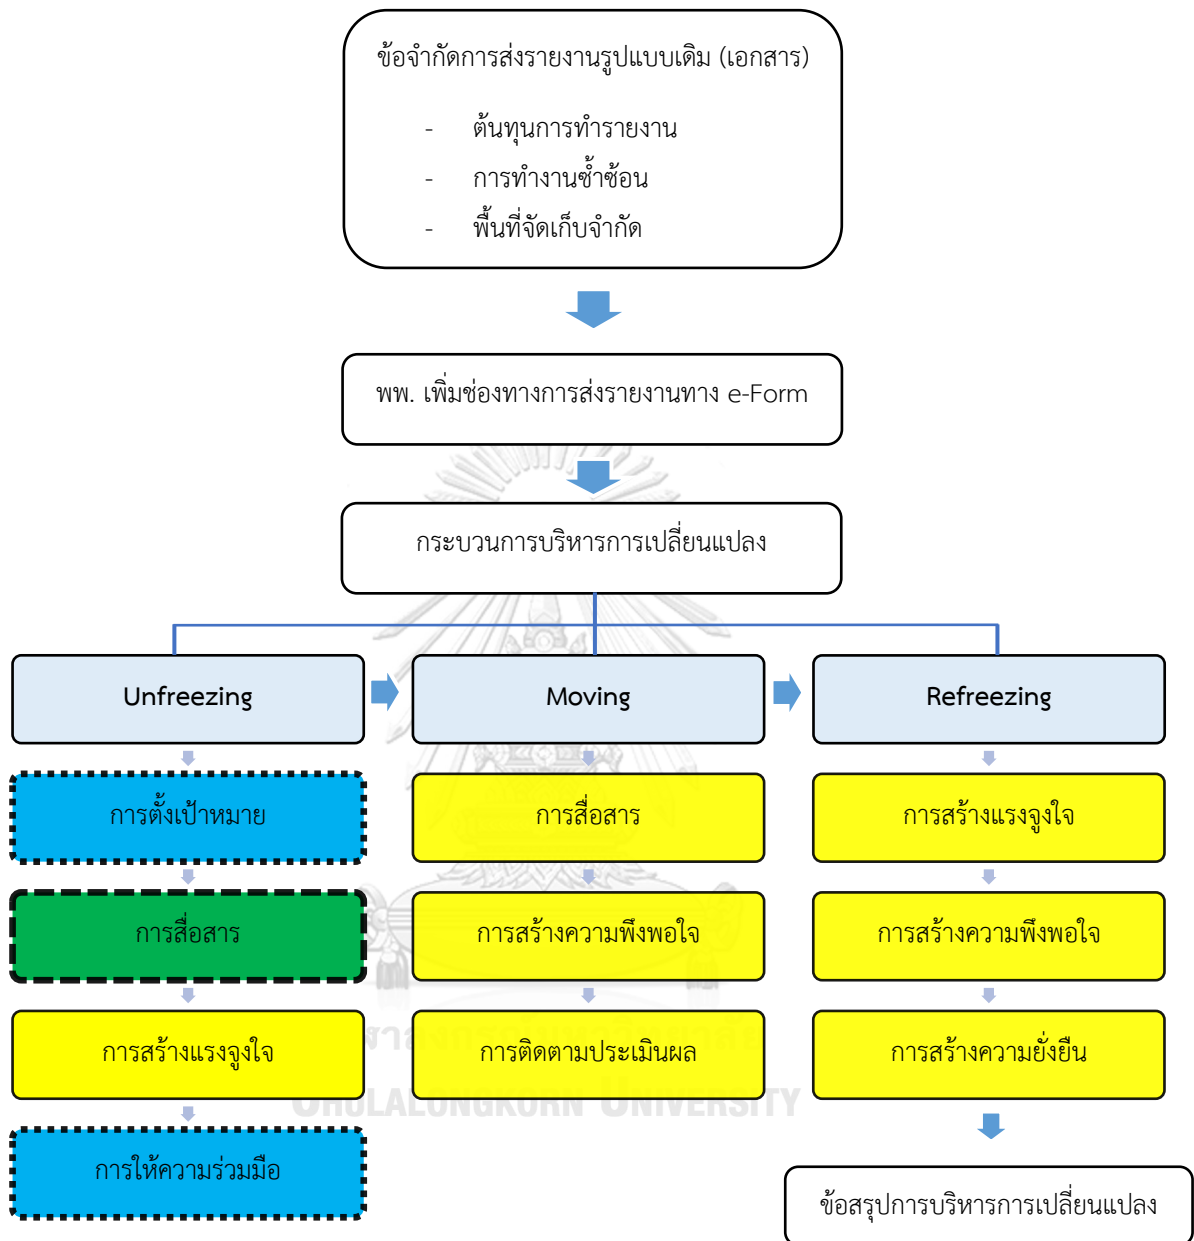 ข้อจำกัดการส่งรายงานรูปแบบเดิม (เอกสาร)
- ต้นทุนการทำรายงาน
- การทำงานซ้ำซ้อน
- พื้นที่จัดเก็บจำกัด
พพ. เพิ่มช่องทางการส่งรายงานทาง e-Form
กระบวนการบริหารการเปลี่ยนแปลง
Unfreezing
Moving
Refreezing
การตั้งเป้าหมาย
การสื่อสาร
การสร้างแรงจูงใจ
การสื่อสาร
การสร้างความพึงพอใจ
การสร้างความพึงพอใจ
การสร้างแรงจูงใจ
การติดตามประเมินผล
การสร้างความยั่งยืน
CHULALONGKORN UNIVERSITY
การให้ความร่วมมือ
ข้อสรุปการบริหารการเปลี่ยนแปลง